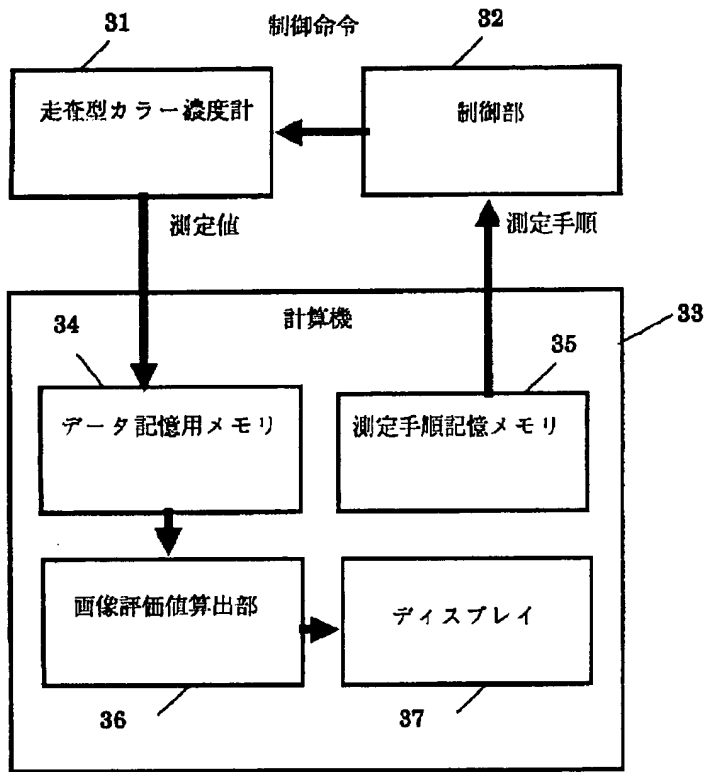 31
制御命令
32
走査型カラー濃度計
制御部
測定値
測定手順
計算機
33
34
35
データ記憶用メモリ
測定手順記憶メモリ
画像評価値算出部
ディスプレイ
36
37